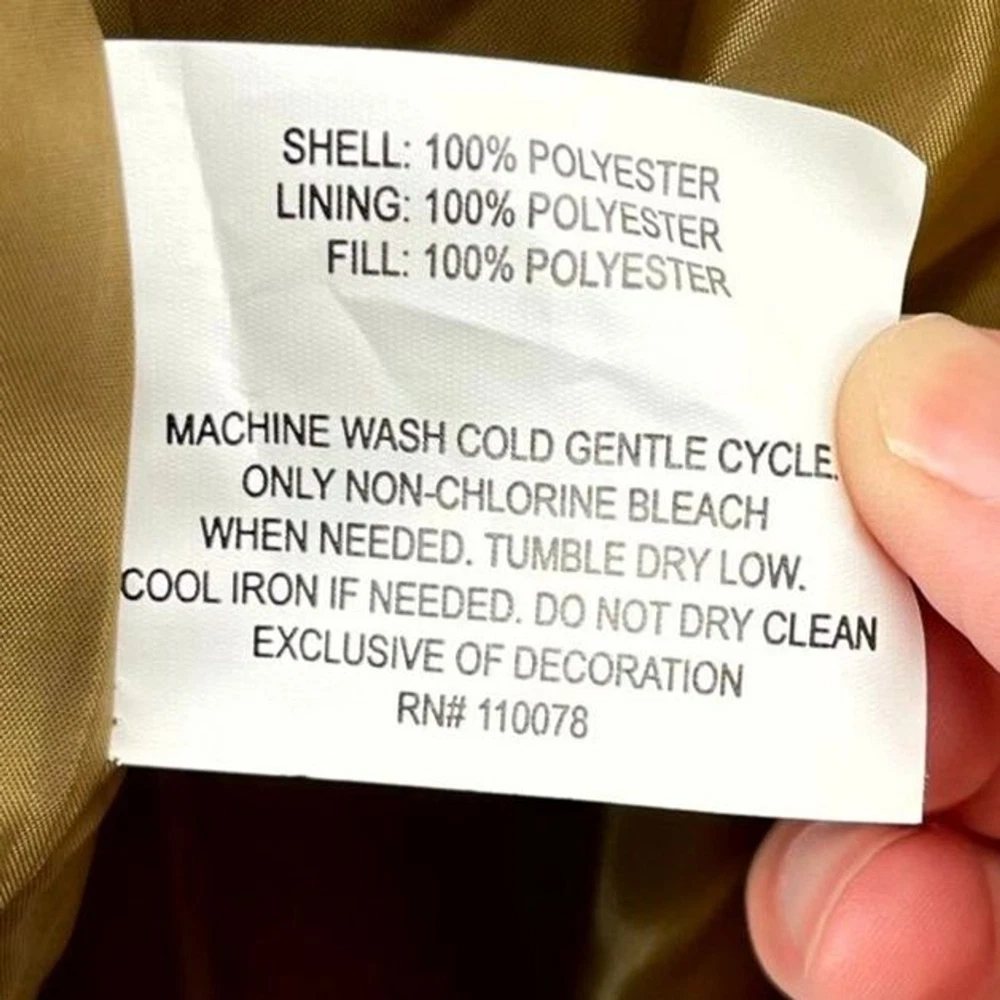 SHELL: 100% POLYESTER
LINING: 100% POLYESTER
FILL: 100% POLYESTER
MACHINE WASH COLD GENTLE CYCLE.
ONLY NON-CHLORINE BLEACH
WHEN NEEDED. TUMBLE DRY LOW.
COOL IRON IF NEEDED. DO NOT DRY CLEAN
EXCLUSIVE OF DECORATION
RN# 110078